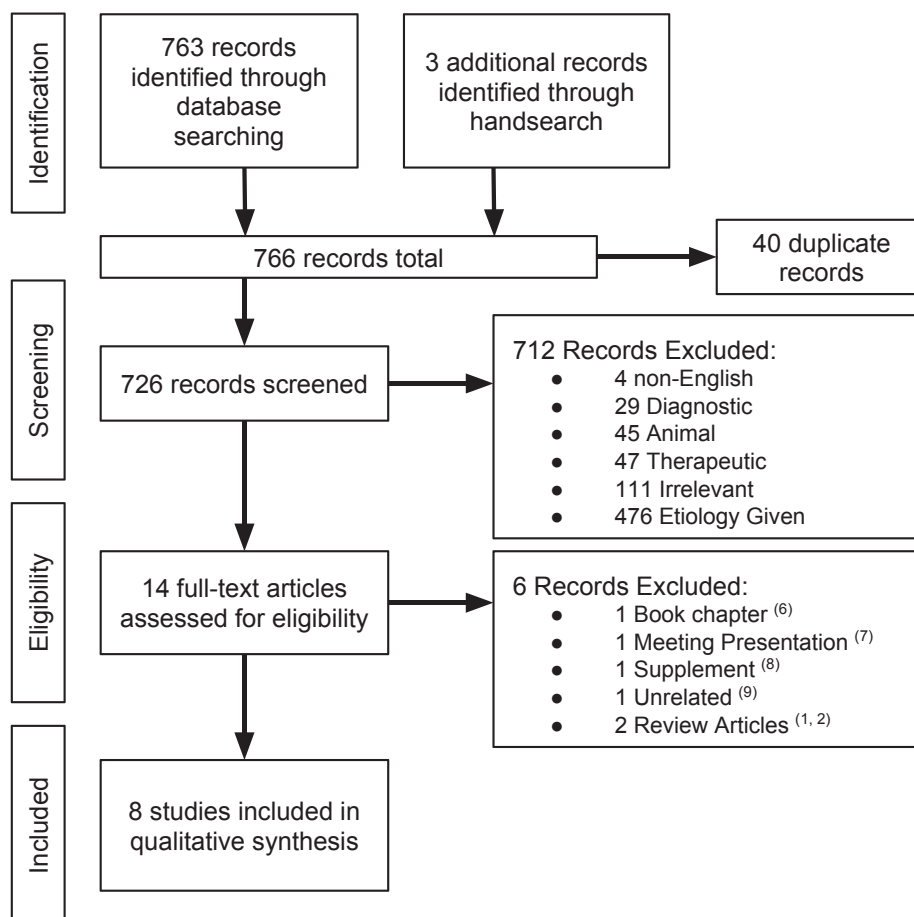 Identification
763 records
identified through
database
searching
3 additional records
identified through
handsearch
766 records total
40 duplicate
records
Screening
726 records screened
712 Records Excluded:
● 4 non-English
● 29 Diagnostic
● 45 Animal
● 47 Therapeutic
● 111 Irrelevant
● 476 Etiology Given
Eligibility
14 full-text articles
assessed for eligibility
6 Records Excluded:
● 1 Book chapter (6)
● 1 Meeting Presentation (7)
● 1 Supplement (8)
● 1 Unrelated (9)
● 2 Review Articles (1, 2)
Included
8 studies included in
qualitative synthesis